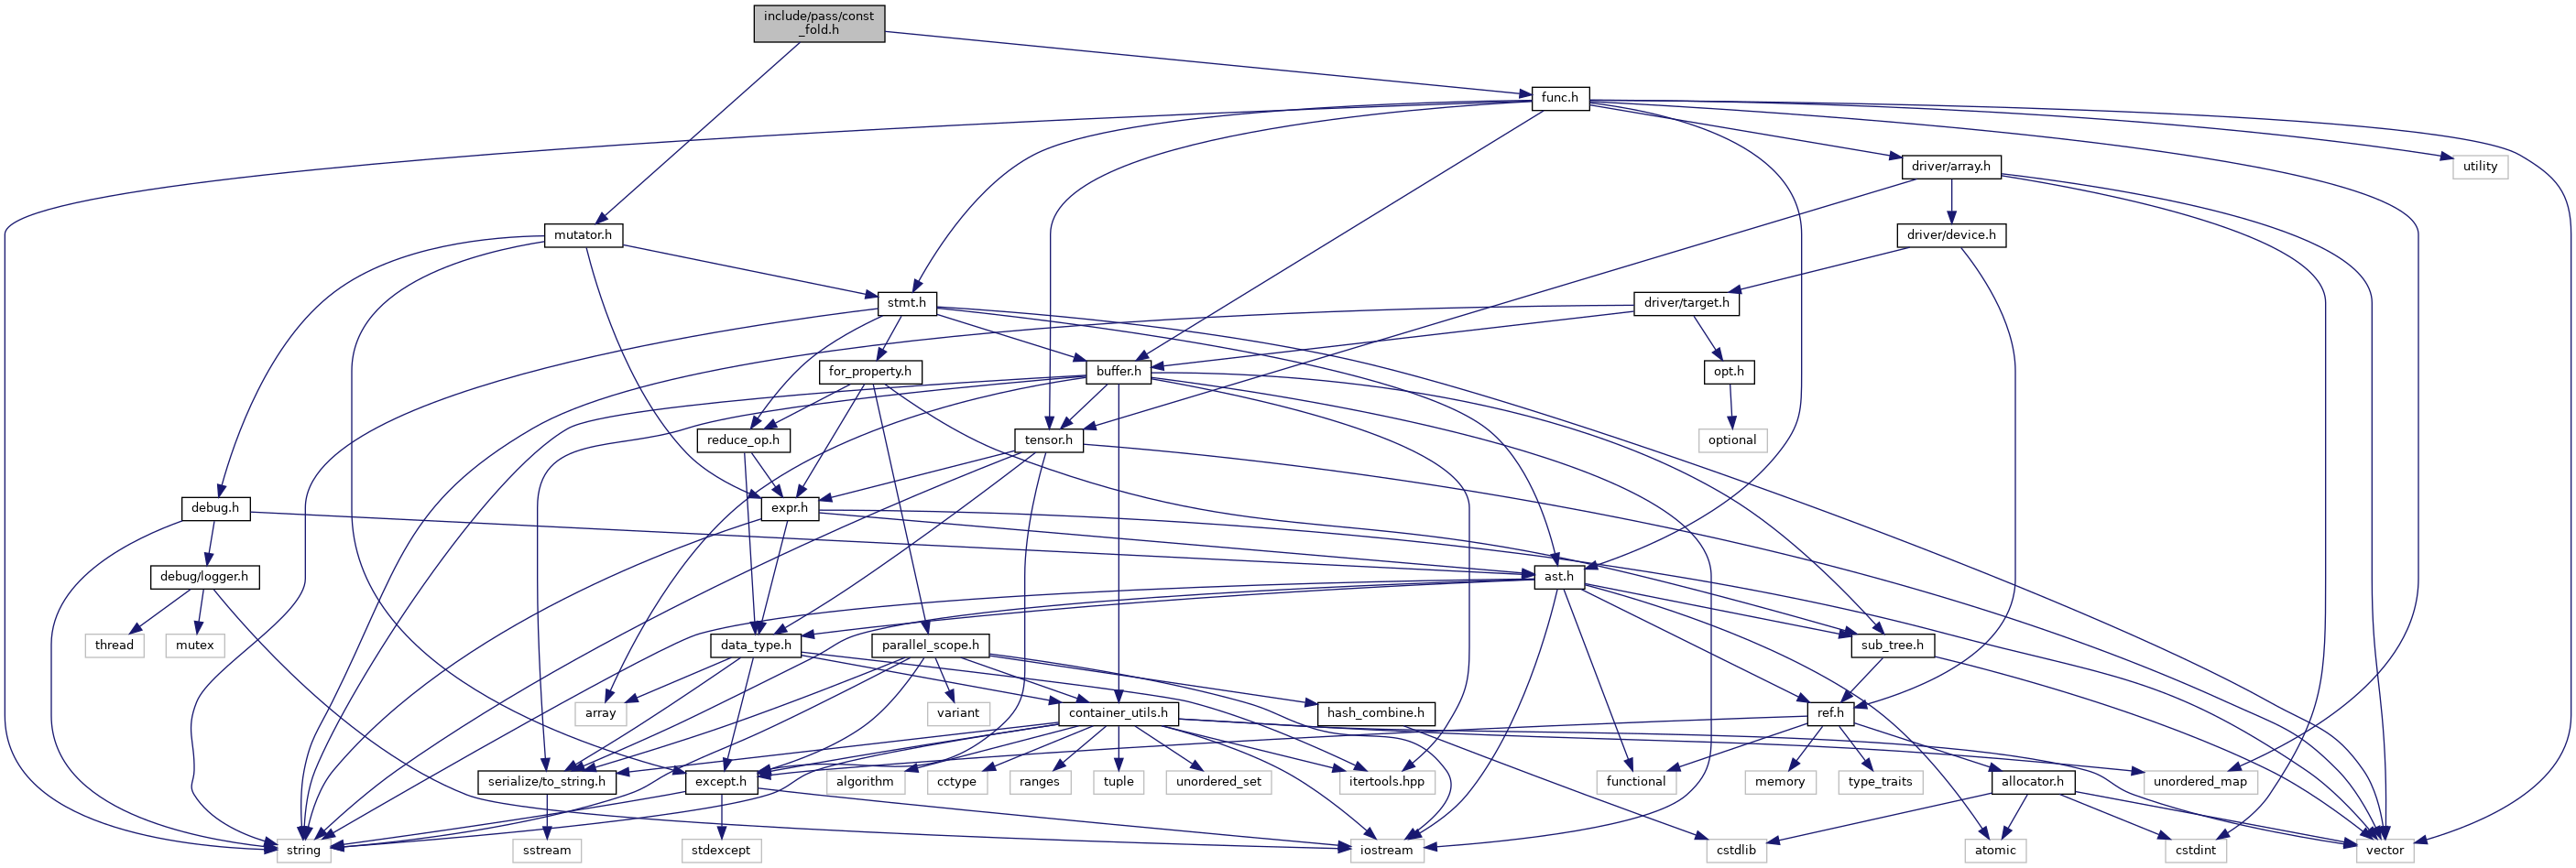 include/pass/const
_fold.h
func.h
driver/array.h
utility
mutator.h
driver/device.h
stmt.h
driver/target.h
for_property.h
buffer.h
opt.h
reduce_op.h
tensor.h
optional
debug.h
expr.h
debug/logger.h
ast.h
thread
mutex
data_type.h
parallel_scope.h
sub_tree.h
array
variant
container_utils.h
hash_combine.h
ref.h
serialize/to_string.h
except.h
algorithm
cctype
ranges
tuple
unordered_set
itertools.hpp
functional
memory
type_traits
allocator.h
unordered_map
string
sstream
stdexcept
iostream
cstdlib
atomic
cstdint
vector